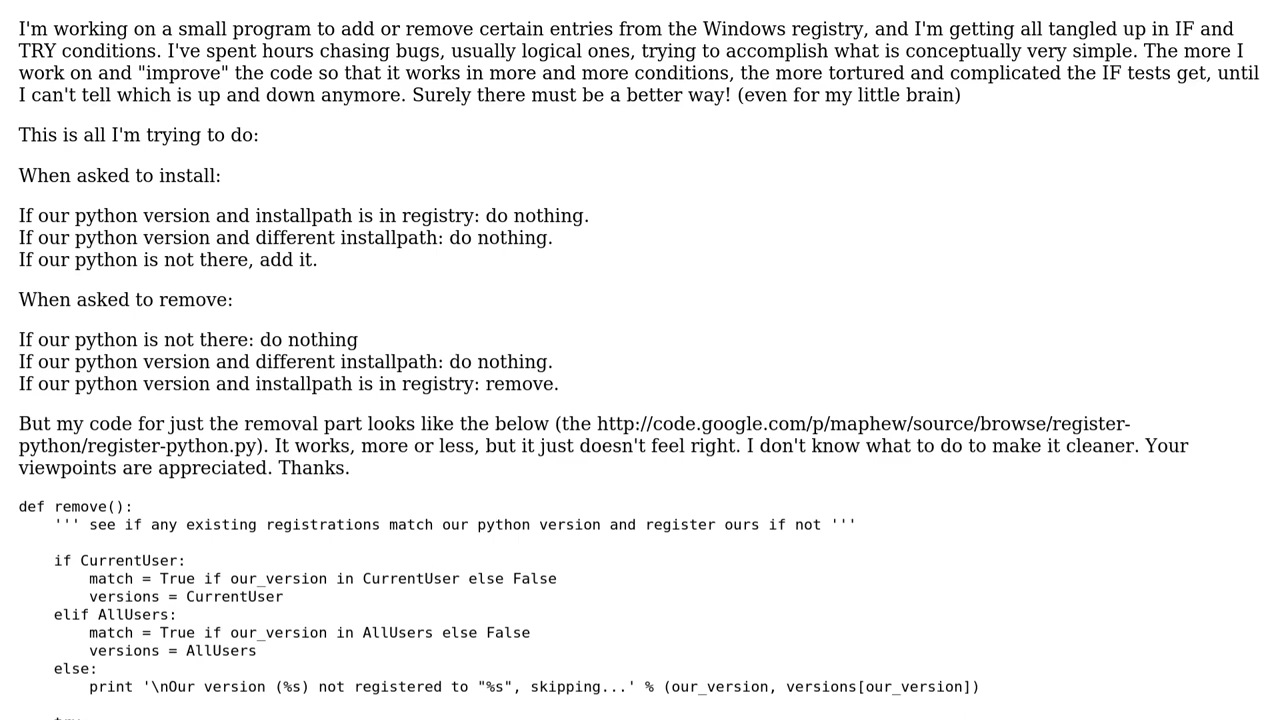 I'm working on a small program to add or remove certain entries from the Windows registry, and I'm getting all tangled up in IF and
TRY conditions. I've spent hours chasing bugs, usually logical ones, trying to accomplish what is conceptually very simple. The more I
work on and "improve" the code so that it works in more and more conditions, the more tortured and complicated the IF tests get, until
I can't tell which is up and down anymore. Surely there must be a better way! (even for my little brain)
This is all I'm trying to do:
When asked to install:
If our python version and installpath is in registry: do nothing.
If our python version and different installpath: do nothing.
If our python is not there, add it.
When asked to remove:
If our python is not there: do nothing
If our python version and different installpath: do nothing.
If our python version and installpath is in registry: remove.
But my code for just the removal part looks like the below (the http://code.google.com/p/maphew/source/browse/register-
python/register-python.py). It works, more or less, but it just doesn't feel right. I don't know what to do to make it cleaner. Your
viewpoints are appreciated. Thanks.
def remove():
    ''' see if any existing registrations match our python version and register ours if not '''
    if CurrentUser:
        match = True if our_version in CurrentUser else False
        versions = CurrentUser
    elif AllUsers:
        match = True if our_version in AllUsers else False
        versions = AllUsers
    else:
        print '\nOur version (%s) not registered to "%s", skipping...' % (our_version, versions[our_version])